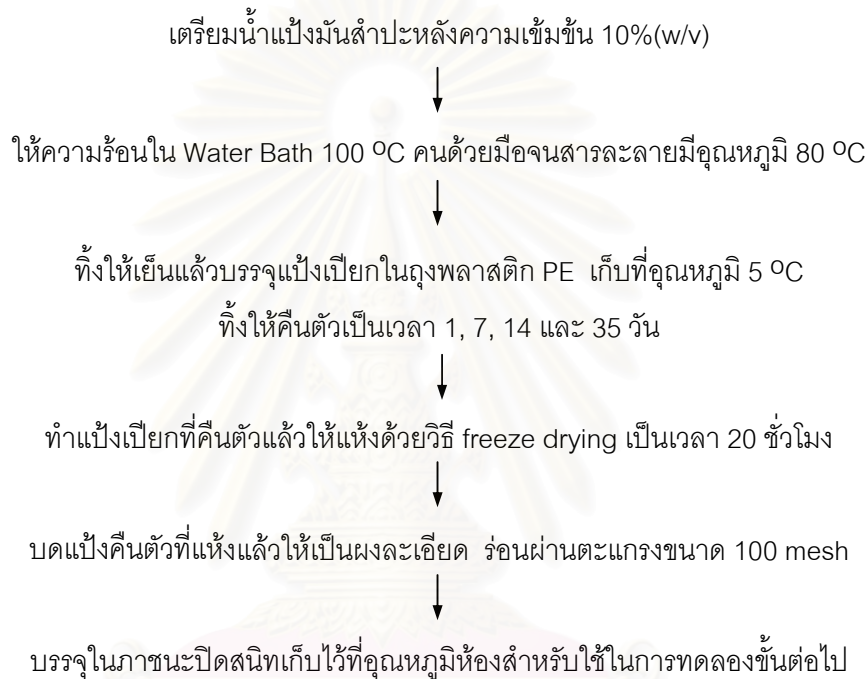 เตรียมน้ำแป้งมันสำปะหลังความเข้มข้น 10%(w/v)
ให้ความร้อนใน Water Bath 100 ºC คนด้วยมือจนสารละลายมีอุณหภูมิ 80 ºC
ทิ้งให้เย็นแล้วบรรจุแป้งเปียกในถุงพลาสติก PE เก็บที่อุณหภูมิ 5 ºC
ทิ้งให้คืนตัวเป็นเวลา 1, 7, 14 และ 35 วัน
ทำแป้งเปียกที่คืนตัวแล้วให้แห้งด้วยวิธี freeze drying เป็นเวลา 20 ชั่วโมง
บดแป้งคืนตัวที่แห้งแล้วให้เป็นผงละเอียด ร่อนผ่านตะแกรงขนาด 100 mesh
บรรจุในภาชนะปิดสนิทเก็บไว้ที่อุณหภูมิห้องสำหรับใช้ในการทดลองขั้นต่อไป